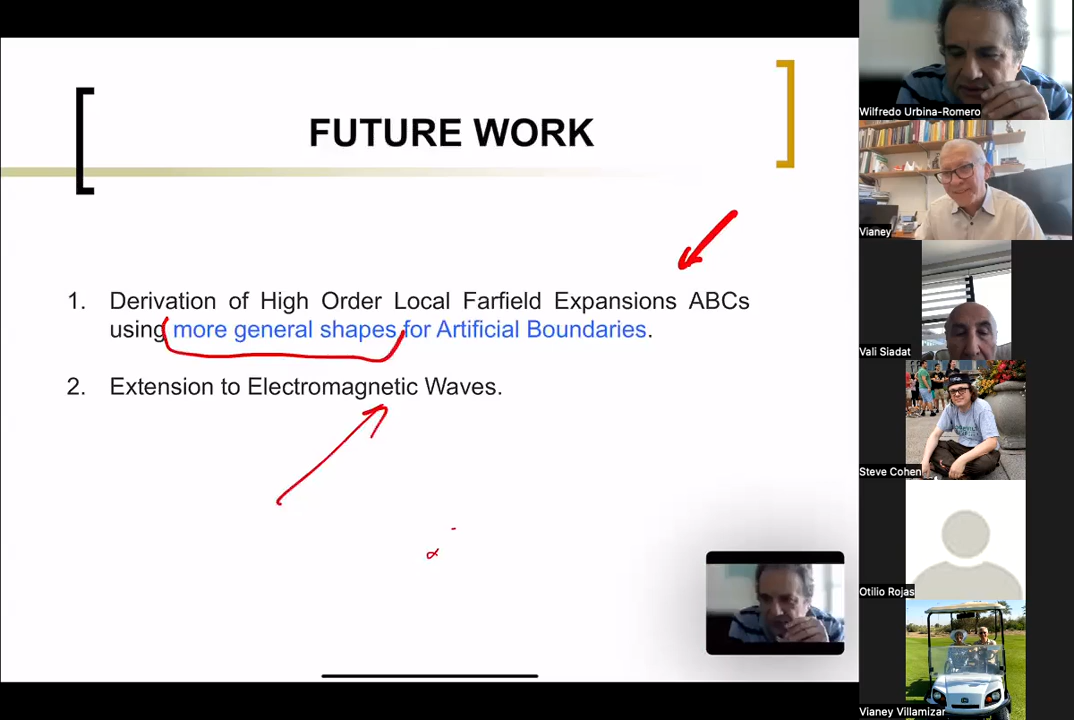 FUTURE WORK
1. Derivation of High Order Local Farfield Expansions ABCs
using more general shapes for Artificial Boundaries.
2. Extension to Electromagnetic Waves.
Wilfredo Urbina-Romero
Vianey
Vali Siadat
Steve Cohen
Otilio Rojas
Vianey Villamizar